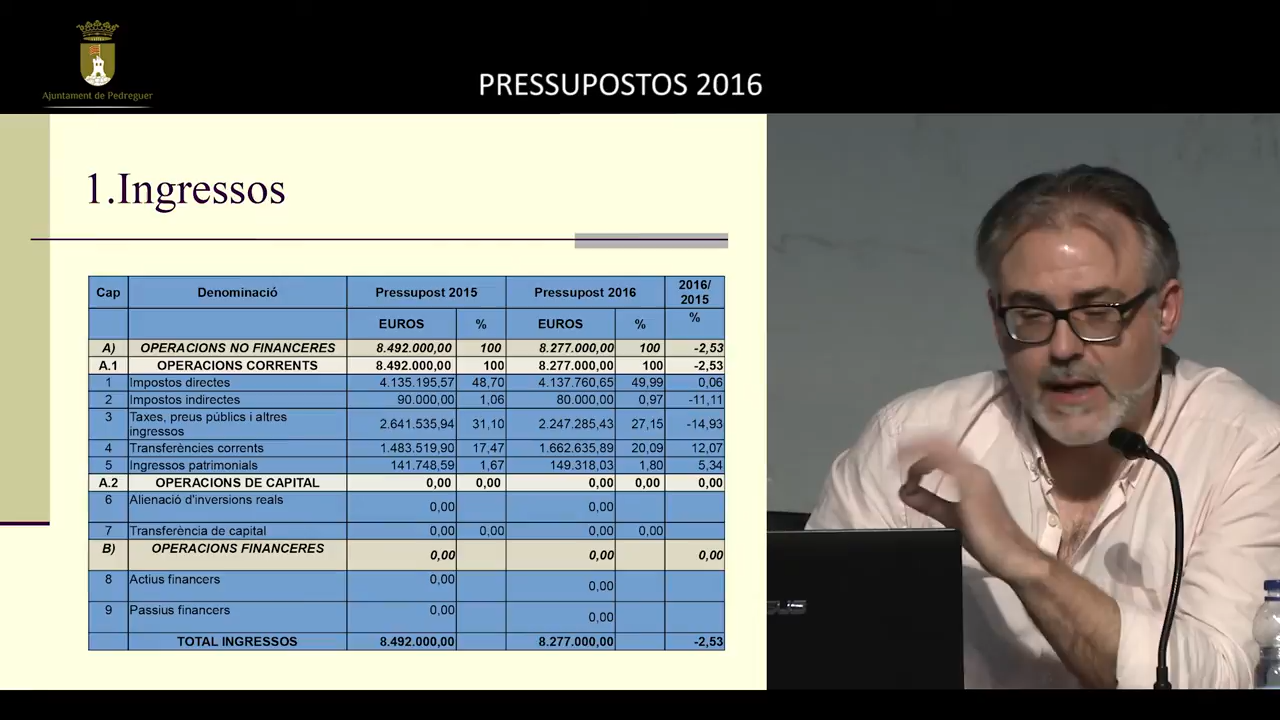 Ajuntament de Pedreguer
PRESSUPOSTOS 2016
1.Ingressos
Cap Denominació Pressupost 2015 Pressupost 2016 2016/
2015
EUROS % EUROS % %
A) OPERACIONS NO FINANCERES 8.492.000,00 100 8.277.000,00 100 -2,53
A.1 OPERACIONS CORRENTS 8.492.000,00 100 8.277.000,00 100 -2,53
1 Impostos directes 4.135.195,57 48,70 4.137.760,65 49,99 0,06
2 Impostos indirectes 90.000,00 1,06 80.000,00 0,97 -11,11
3 Taxes, preus públics i altres
ingressos 2.641.535,94 31,10 2.247.285,43 27,15 -14,93
4 Transferències corrents 1.483.519,90 17,47 1.662.635,89 20,09 12,07
5 Ingressos patrimonials 141.748,59 1,67 149.318,03 1,80 5,34
A.2 OPERACIONS DE CAPITAL 0,00 0,00 0,00 0,00 0,00
6 Alienació d'inversions reals 0,00 0,00
7 Transferència de capital 0,00 0,00 0,00 0,00
B) OPERACIONS FINANCERES 0,00 0,00 0,00
8 Actius financers 0,00 0,00
9 Passius financers 0,00 0,00
TOTAL INGRESSOS 8.492.000,00 8.277.000,00 -2,53